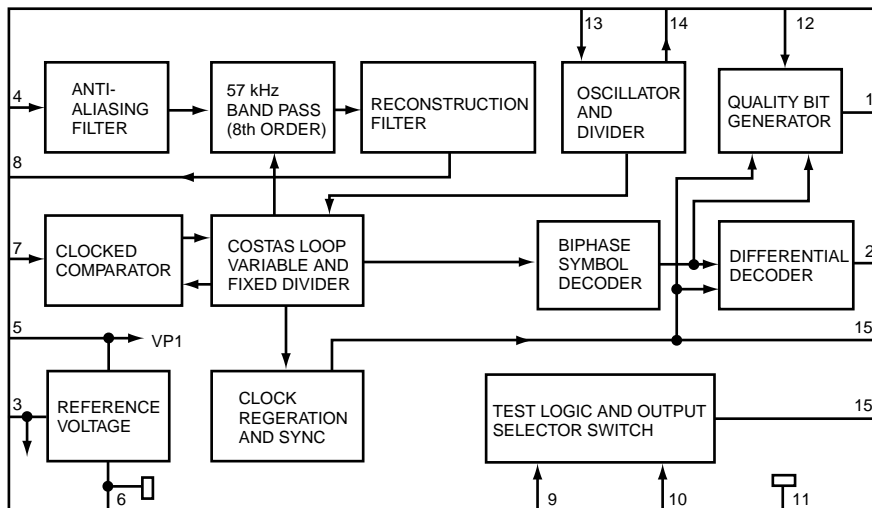 13
14
12
4
ANTI-
ALIASING
FILTER
57 kHz
BAND PASS
(8th ORDER)
RECONSTRUCTION
FILTER
OSCILLATOR
AND
DIVIDER
QUALITY BIT
GENERATOR
1
8
7
CLOCKED
COMPARATOR
COSTAS LOOP
VARIABLE AND
FIXED DIVIDER
BIPHASE
SYMBOL
DECODER
DIFFERENTIAL
DECODER
2
5
VP1
15
3
REFERENCE
VOLTAGE
CLOCK
REGERATION
AND SYNC
TEST LOGIC AND OUTPUT
SELECTOR SWITCH
15
6
9
10
11